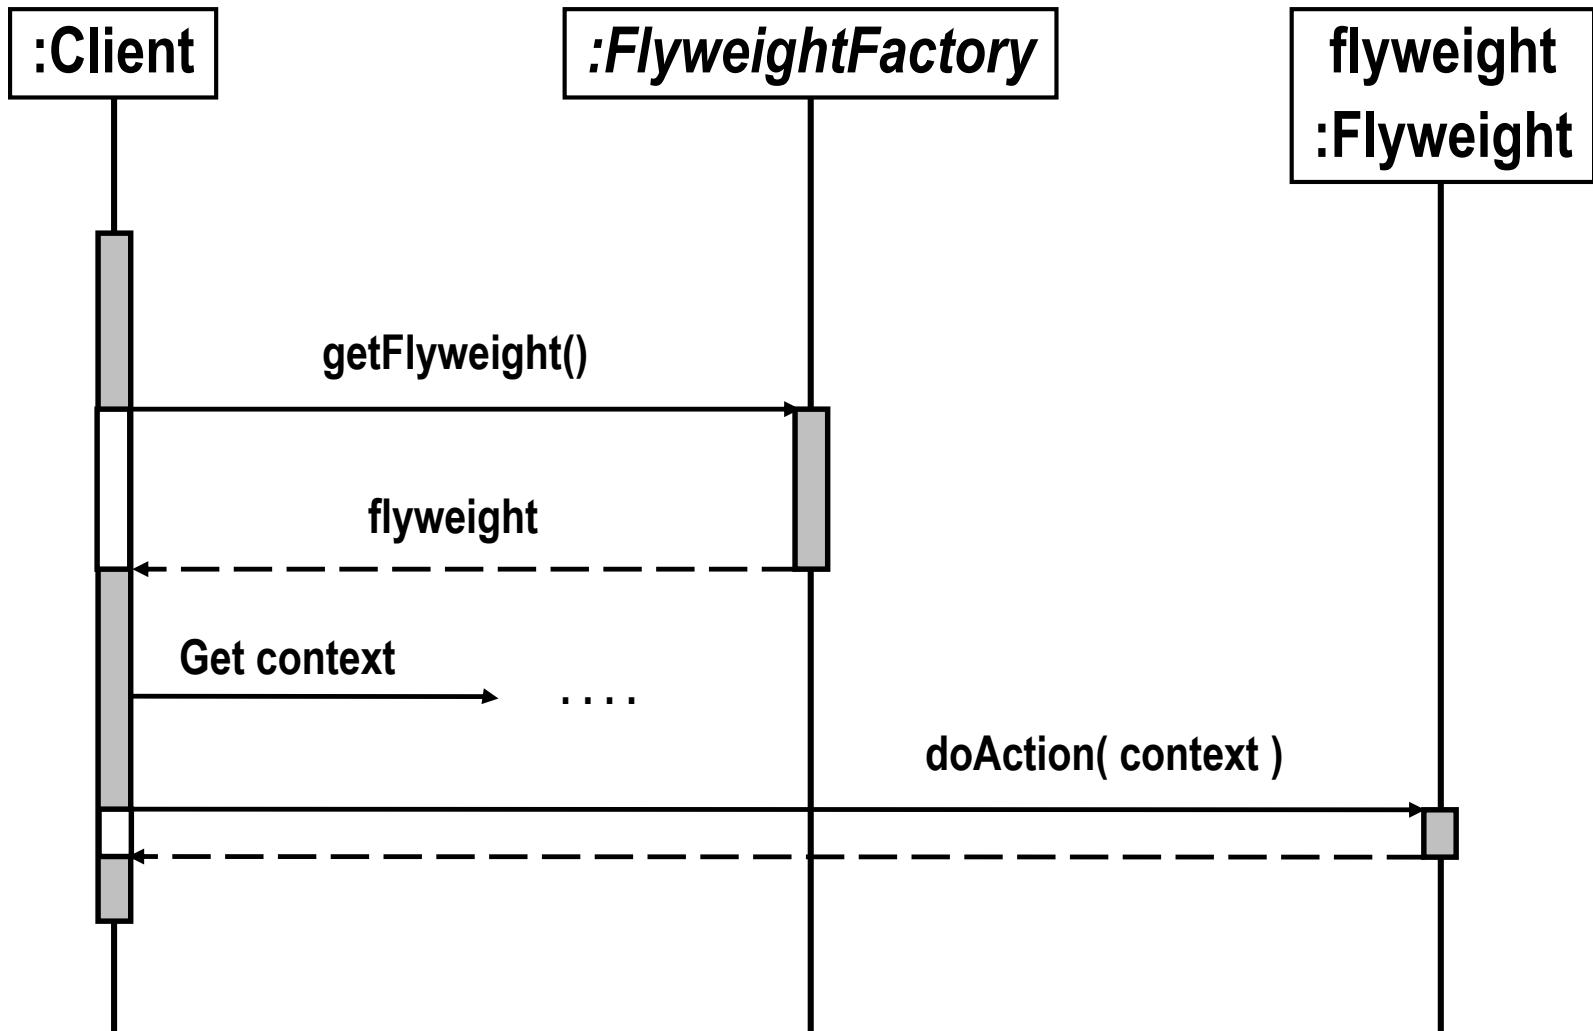 :Client
:FlyweightFactory
flyweight
:Flyweight
getFlyweight()
flyweight
Get context
. . . .
doAction( context )